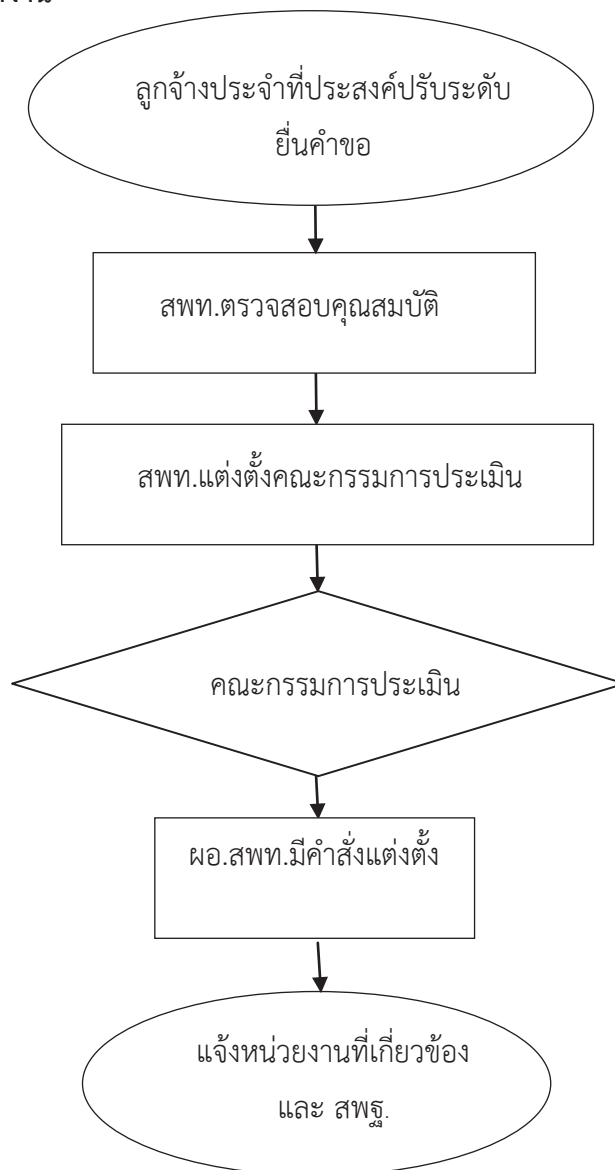 ลูกจ้างประจำที่ประสงค์ปรับระดับ
ยื่นคำขอ
สพท.ตรวจสอบคุณสมบัติ
สพท.แต่งตั้งคณะกรรมการประเมิน
คณะกรรมการประเมิน
ผอ.สพท.มีคำสั่งแต่งตั้ง
แจ้งหน่วยงานที่เกี่ยวข้อง
และ สพฐ.